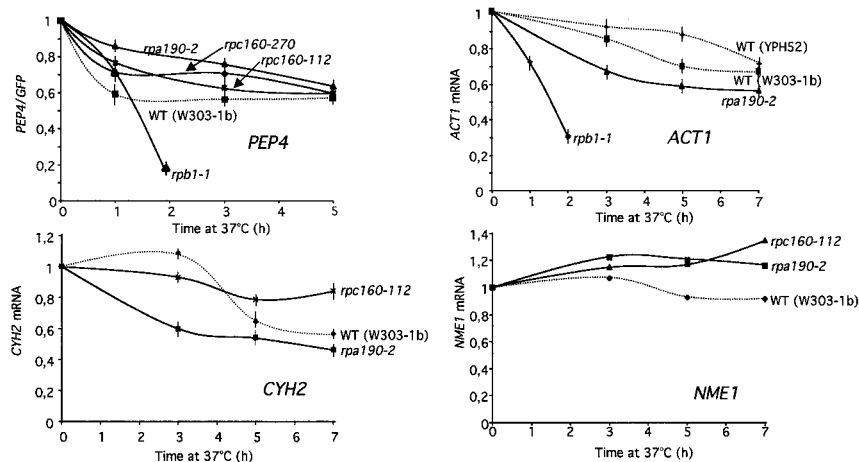 PEP4/GFP
1
0,8
0,6
0,4
0,2
0
rpa190-2
rpc160-270
rpc160-112
WT (W303-1b)
rpb1-1
PEP4
0 1 2 3 4 5
Time at 37°C (h)
ACT1 mRNA
1
0,8
0,6
0,4
0,2
0
WT (YPH52)
WT (W303-1b)
rpa190-2
rpb1-1
ACT1
0 1 2 3 4 5 6 7
Time at 37°C (h)
CYH2 mRNA
1,2
1
0,8
0,6
0,4
0,2
0
rpc160-112
WT (W303-1b)
rpa190-2
CYH2
0 1 2 3 4 5 6 7
Time at 37°C (h)
NME1 mRNA
1,4
1,2
1
0,8
0,6
0,4
0,2
0
rpc160-112
rpa190-2
WT (W303-1b)
NME1
0 1 2 3 4 5 6 7
Time at 37°C (h)